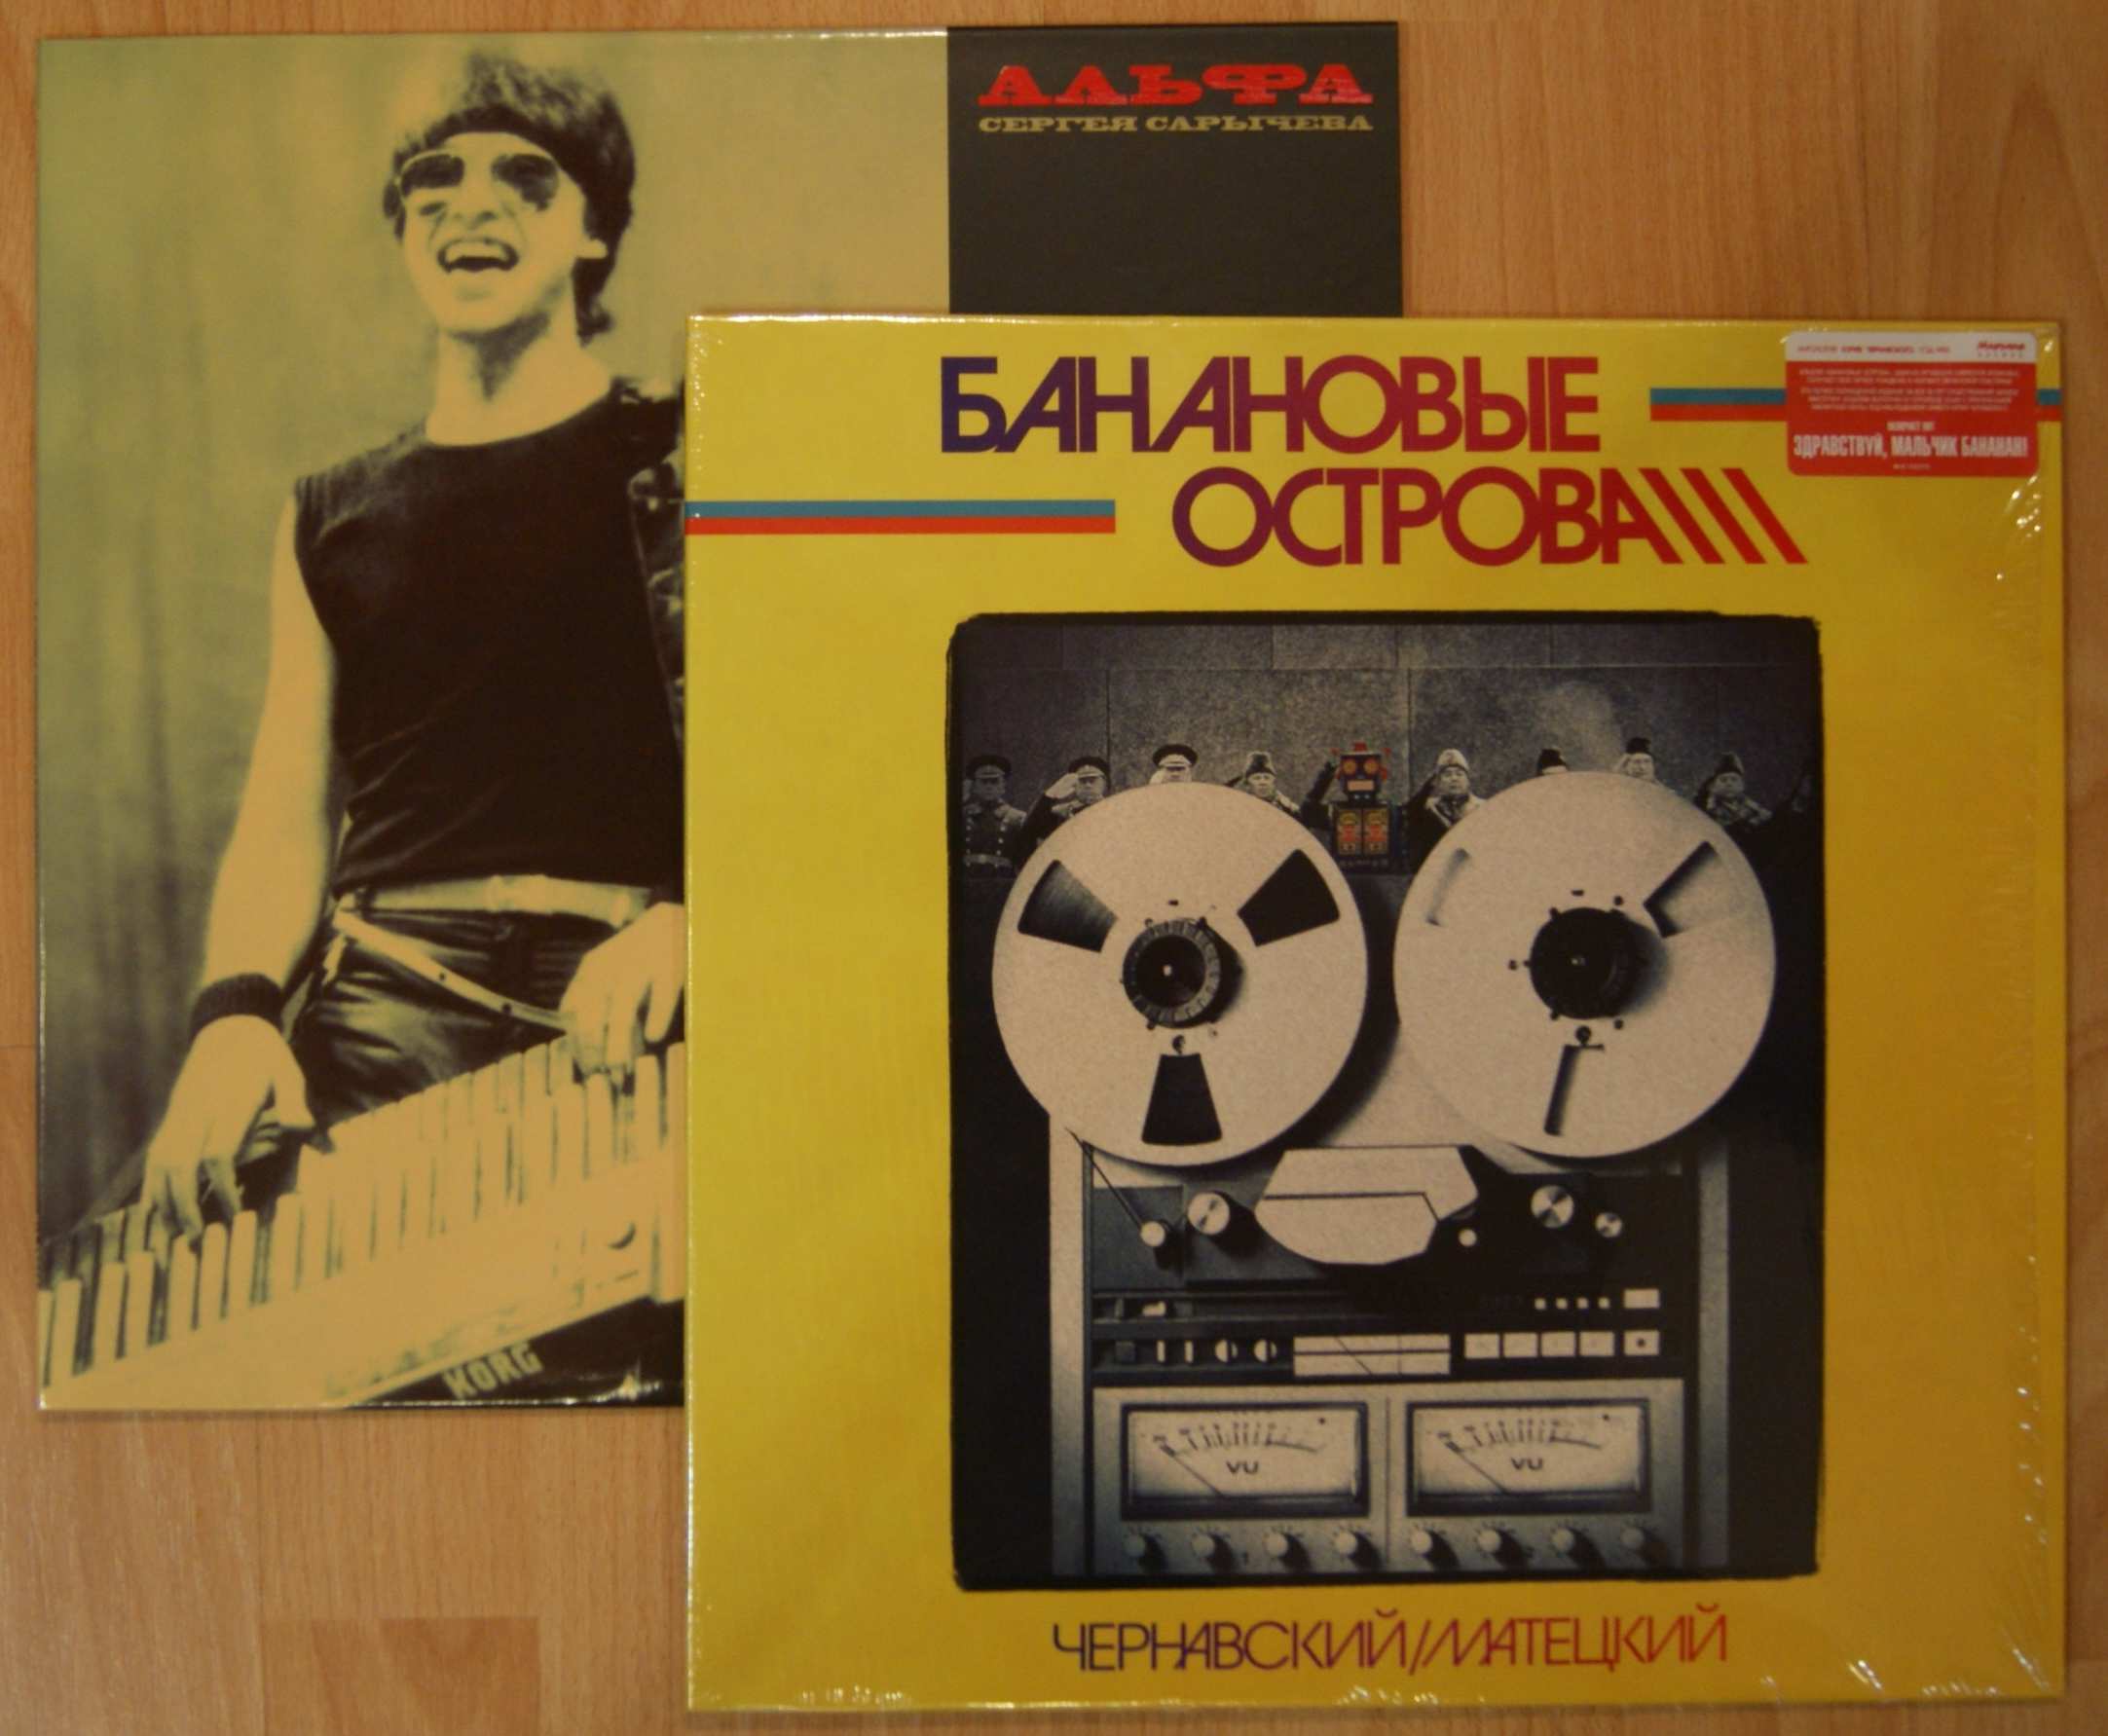 АЛЬФА
СЕРГЕЯ САРЫЧЕВА
БАНАНОВЫЕ
ОСТРОВА
ЗДРАВСТВУЙ, МАЛЬЧИК БАНАНАН!
KORG
VU
VU
ЧЕРНАВСКИЙ/МАТЕЦКИЙ